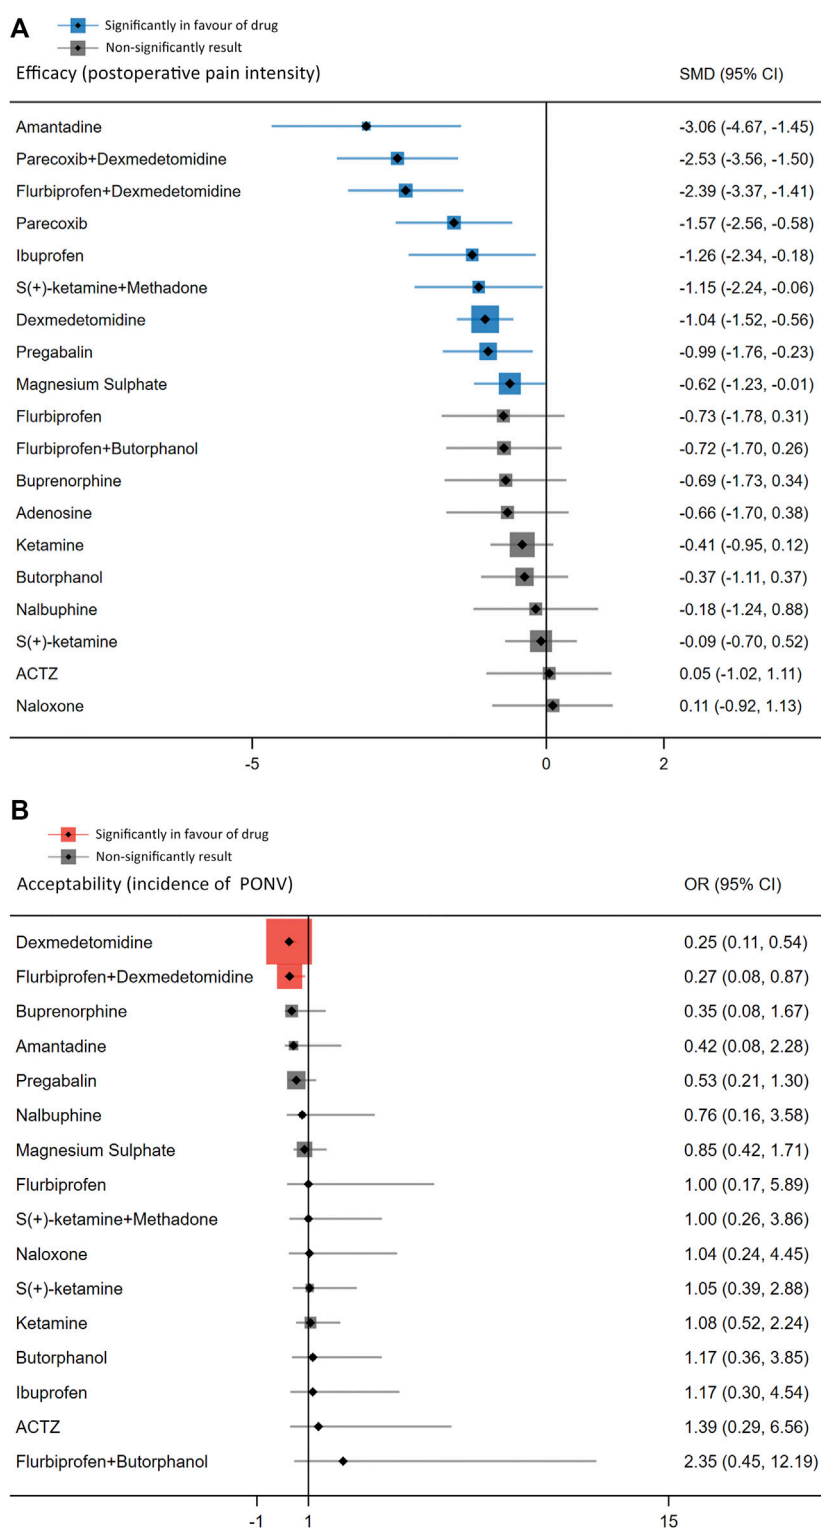 A
Significantly in favour of drug
Non-significantly result
Efficacy (postoperative pain intensity) SMD (95% CI)
Amantadine -3.06 (-4.67, -1.45)
Parecoxib+Dexmedetomidine -2.53 (-3.56, -1.50)
Flurbiprofen+Dexmedetomidine -2.39 (-3.37, -1.41)
Parecoxib -1.57 (-2.56, -0.58)
Ibuprofen -1.26 (-2.34, -0.18)
S(+)-ketamine+Methadone -1.15 (-2.24, -0.06)
Dexmedetomidine -1.04 (-1.52, -0.56)
Pregabalin -0.99 (-1.76, -0.23)
Magnesium Sulphate -0.62 (-1.23, -0.01)
Flurbiprofen -0.73 (-1.78, 0.31)
Flurbiprofen+Butorphanol -0.72 (-1.70, 0.26)
Buprenorphine -0.69 (-1.73, 0.34)
Adenosine -0.66 (-1.70, 0.38)
Ketamine -0.41 (-0.95, 0.12)
Butorphanol -0.37 (-1.11, 0.37)
Nalbuphine -0.18 (-1.24, 0.88)
S(+)-ketamine -0.09 (-0.70, 0.52)
ACTZ 0.05 (-1.02, 1.11)
Naloxone 0.11 (-0.92, 1.13)
-5 0 2
B
Significantly in favour of drug
Non-significantly result
Acceptability (incidence of PONV) OR (95% CI)
Dexmedetomidine 0.25 (0.11, 0.54)
Flurbiprofen+Dexmedetomidine 0.27 (0.08, 0.87)
Buprenorphine 0.35 (0.08, 1.67)
Amantadine 0.42 (0.08, 2.28)
Pregabalin 0.53 (0.21, 1.30)
Nalbuphine 0.76 (0.16, 3.58)
Magnesium Sulphate 0.85 (0.42, 1.71)
Flurbiprofen 1.00 (0.17, 5.89)
S(+)-ketamine+Methadone 1.00 (0.26, 3.86)
Naloxone 1.04 (0.24, 4.45)
S(+)-ketamine 1.05 (0.39, 2.88)
Ketamine 1.08 (0.52, 2.24)
Butorphanol 1.17 (0.36, 3.85)
Ibuprofen 1.17 (0.30, 4.54)
ACTZ 1.39 (0.29, 6.56)
Flurbiprofen+Butorphanol 2.35 (0.45, 12.19)
-1 1 15